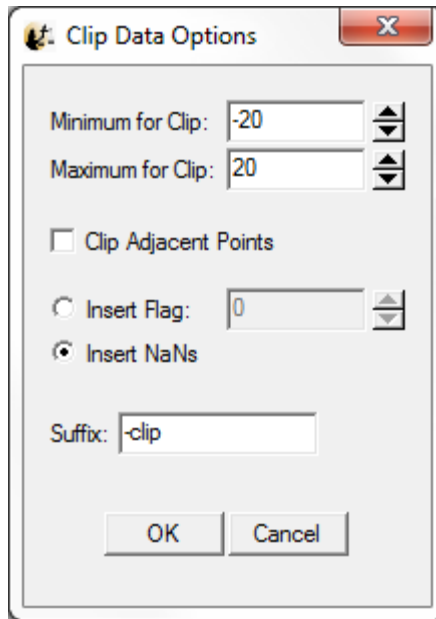 Clip Data Options
Minimum for Clip: -20
Maximum for Clip: 20
Clip Adjacent Points
Insert Flag: 0
Insert NaNs
Suffix: -clip
OK Cancel